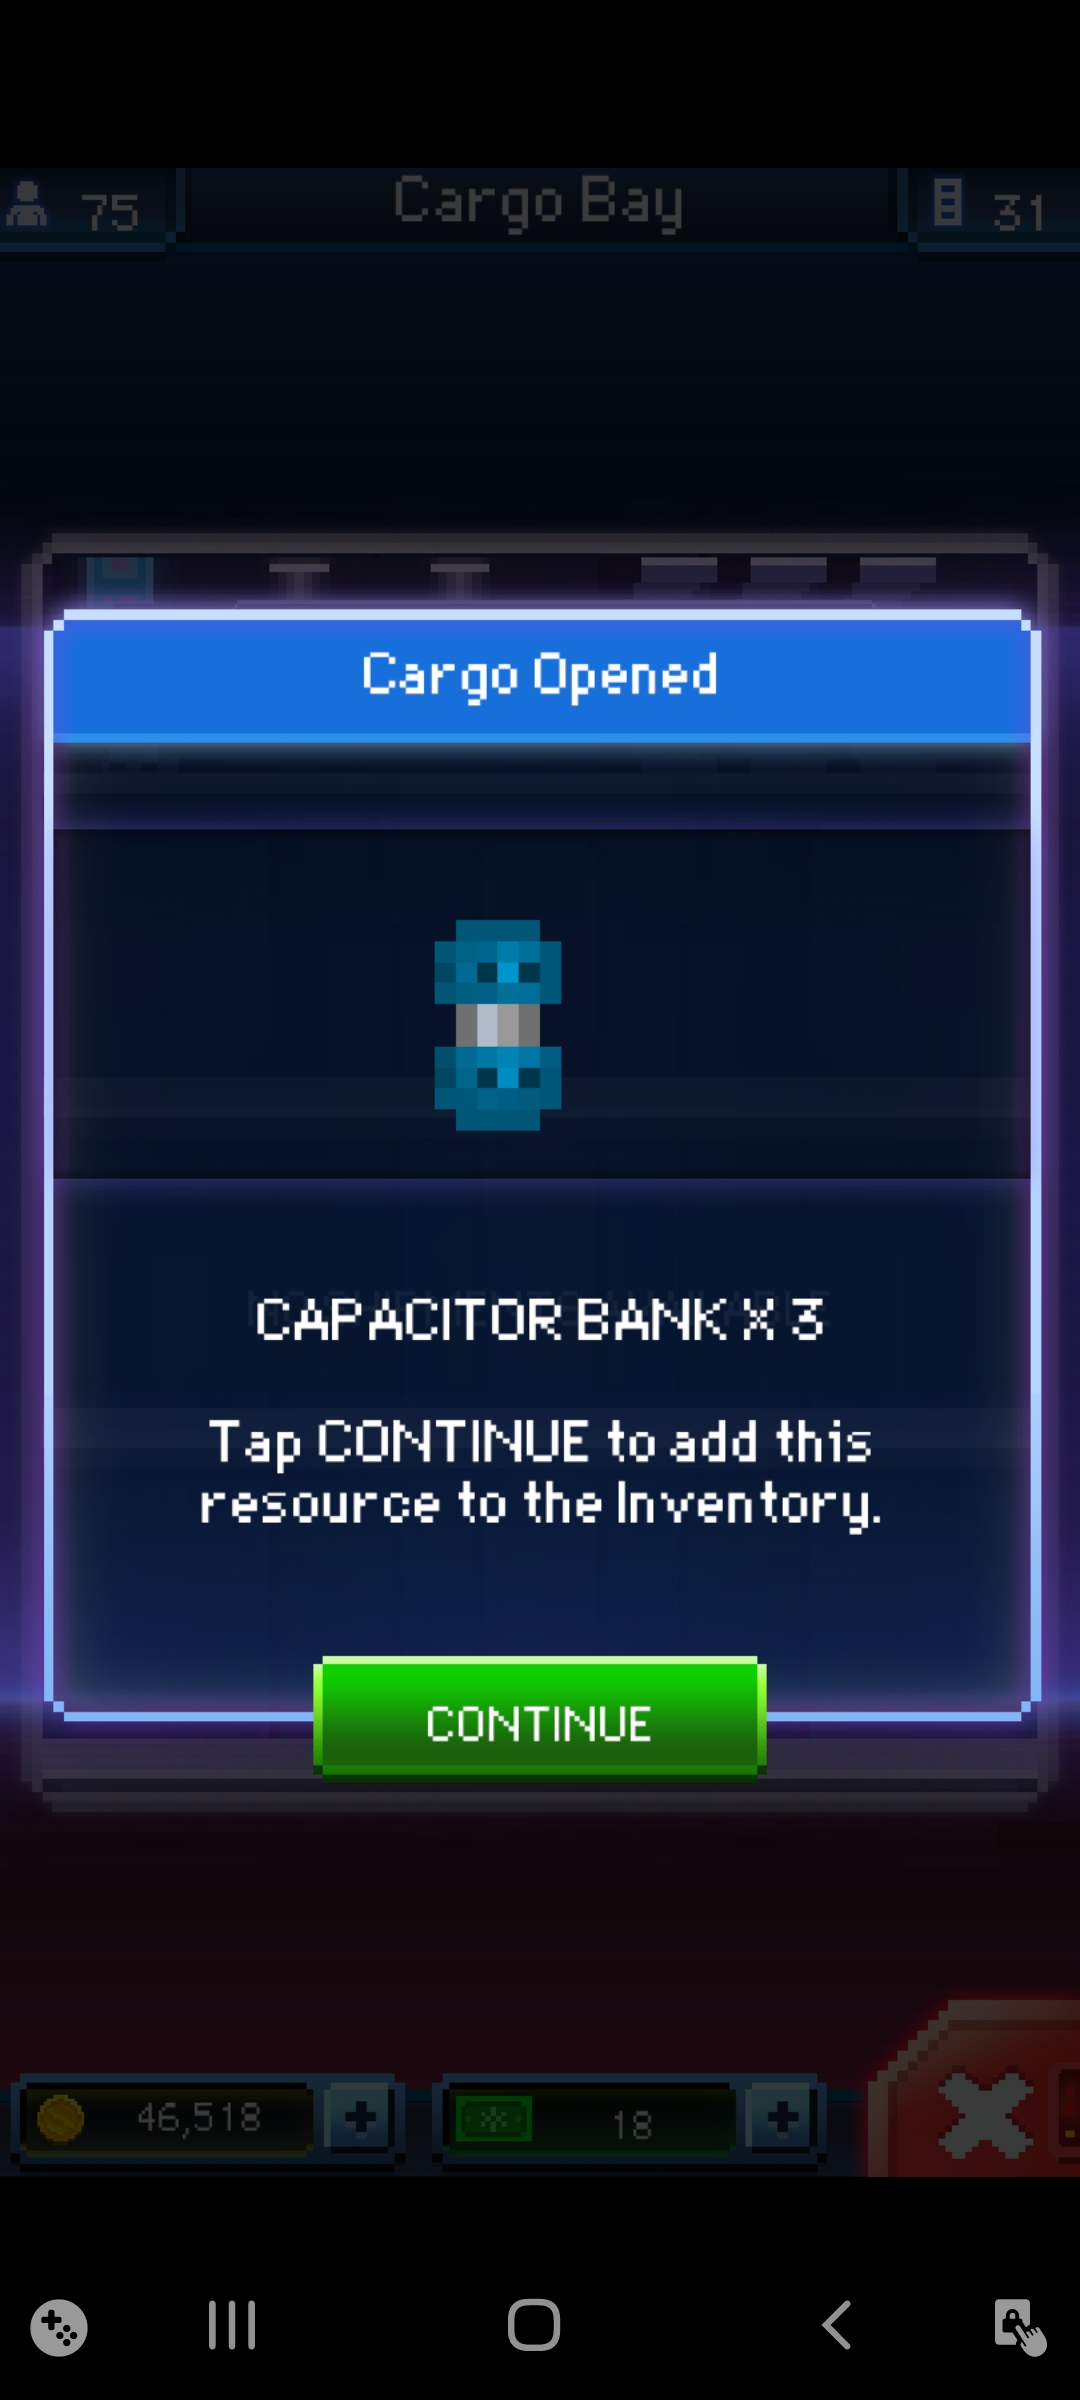 75
Cargo Bay
31
Cargo Opened
CAPACITOR BANK X 3
Tap CONTINUE to add this
resource to the Inventory.
CONTINUE
46,518
18